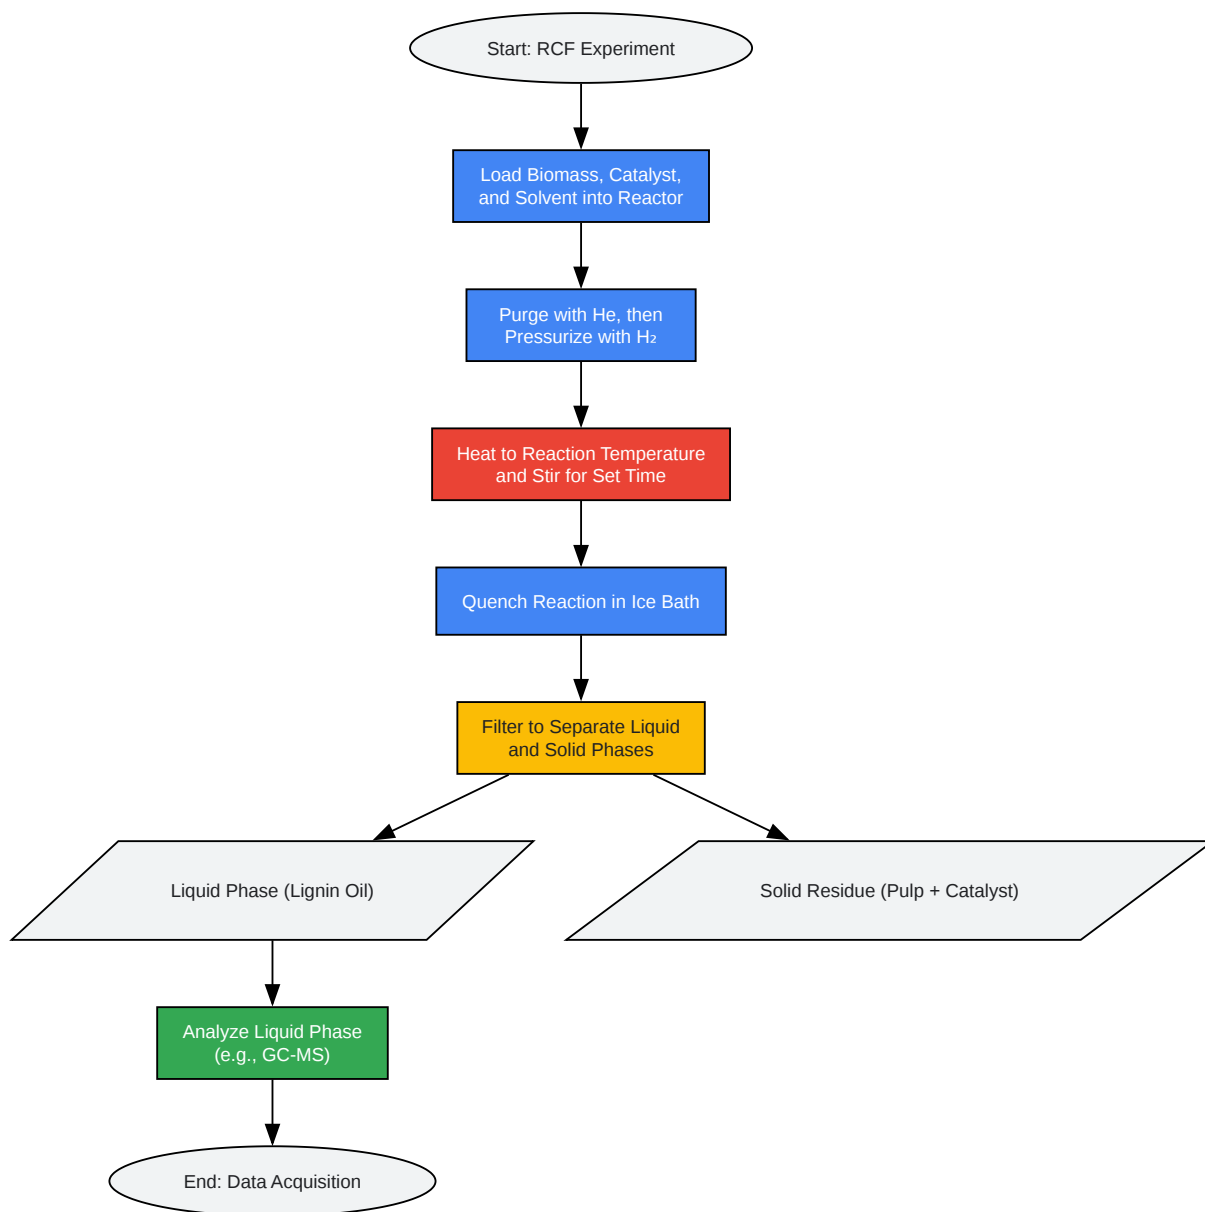 Start: RCF Experiment
Load Biomass, Catalyst,
and Solvent into Reactor
Purge with He, then
Pressurize with H₂
Heat to Reaction Temperature
and Stir for Set Time
Quench Reaction in Ice Bath
Filter to Separate Liquid
and Solid Phases
Liquid Phase (Lignin Oil)
Solid Residue (Pulp + Catalyst)
Analyze Liquid Phase
(e.g., GC-MS)
End: Data Acquisition